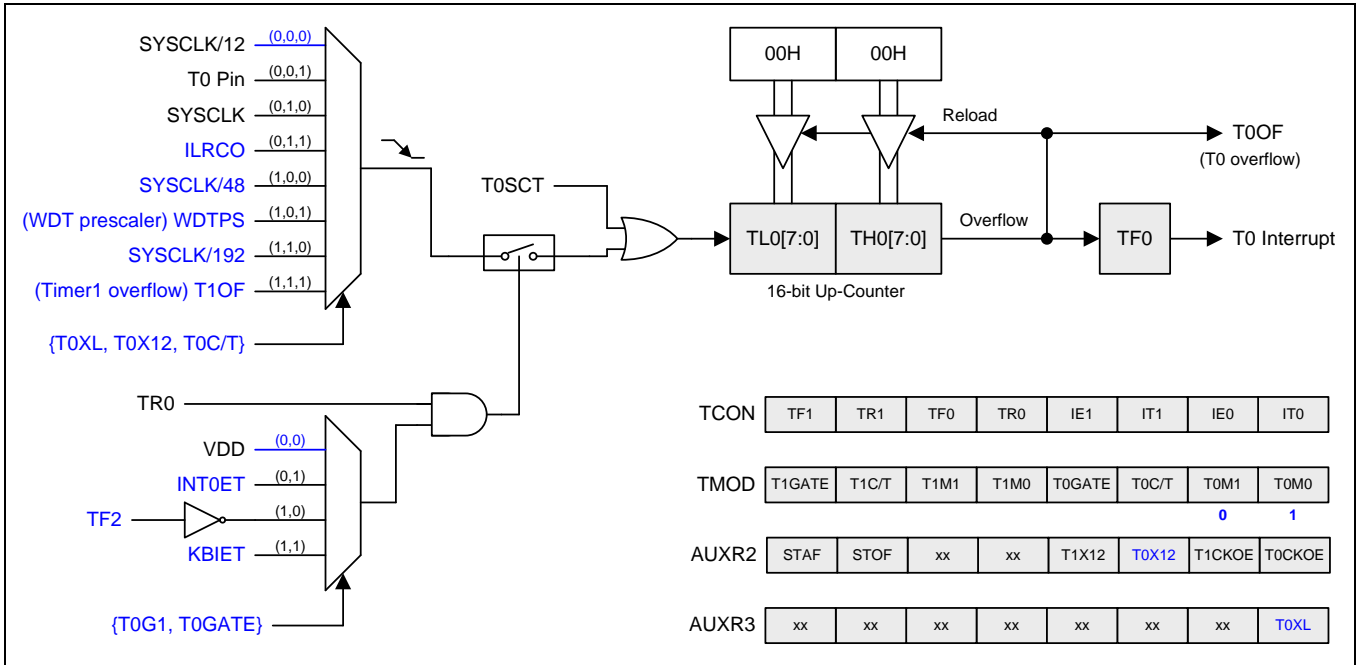 SYSCLK/12 (0,0,0)
T0 Pin (0,0,1)
SYSCLK (0,1,0)
ILRCO (0,1,1)
SYSCLK/48 (1,0,0)
(WDT prescaler) WDTPS (1,0,1)
SYSCLK/192 (1,1,0)
(Timer1 overflow) T1OF (1,1,1)
{T0XL, T0X12, T0C/T}
T0SCT
00H 00H
Reload
T0OF
(T0 overflow)
TL0[7:0] TH0[7:0]
Overflow
TF0
T0 Interrupt
16-bit Up-Counter
TR0
VDD (0,0)
INT0ET (0,1)
TF2 (1,0)
KBIET (1,1)
{T0G1, T0GATE}
TCON TF1 TR1 TF0 TR0 IE1 IT1 IE0 IT0
TMOD T1GATE T1C/T T1M1 T1M0 T0GATE T0C/T T0M1 T0M0
0 1
AUXR2 STAF STOF xx xx T1X12 T0X12 T1CKOE T0CKOE
AUXR3 xx xx xx xx xx xx xx T0XL